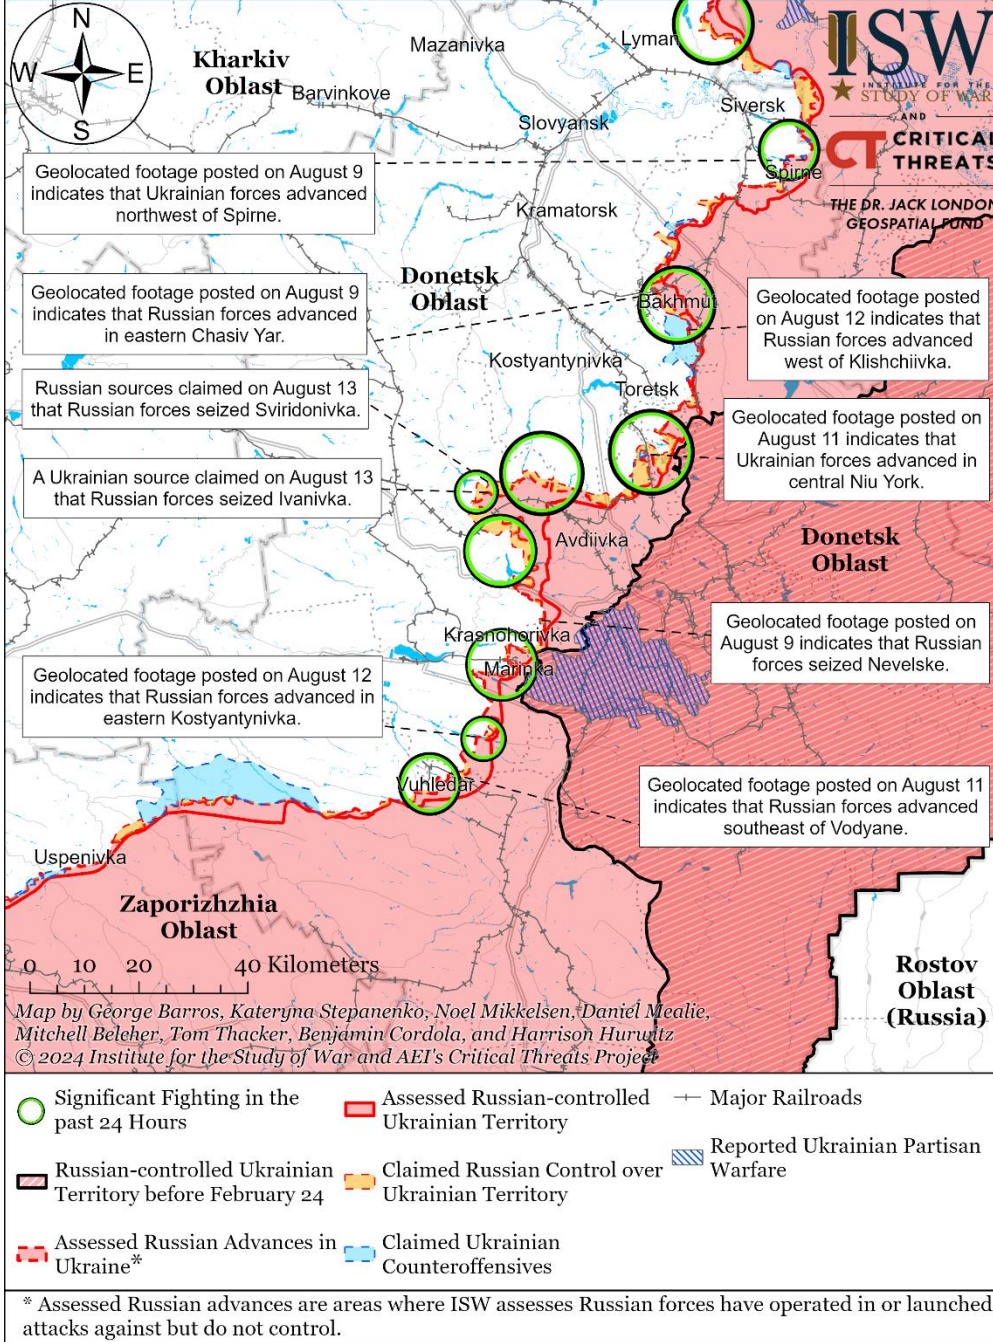 N
W
E
S
Kharkiv
Oblast
Mazanivka
Lyman
Barvinkove
Slovyansk
Siversk
ISW
INSTITUTE FOR THE
STUDY OF WAR
AND
CT CRITICAL
THREATS
THE DR. JACK LONDON
GEOSPATIAL FUND
Geolocated footage posted on August 9
indicates that Ukrainian forces advanced
northwest of Spirne.
Spirne
Kramatorsk
Donetsk
Oblast
Geolocated footage posted on August 9
indicates that Russian forces advanced
in eastern Chasiv Yar.
Bakhmut
Geolocated footage posted
on August 12 indicates that
Russian forces advanced
west of Klishchiivka.
Kostyantynivka
Toretsk
Russian sources claimed on August 13
that Russian forces seized Sviridonivka.
Geolocated footage posted on
August 11 indicates that
Ukrainian forces advanced in
central Niu York.
A Ukrainian source claimed on August 13
that Russian forces seized Ivanivka.
Avdiivka
Donetsk
Oblast
Geolocated footage posted on
August 9 indicates that Russian
forces seized Nevelske.
Krasnohorivka
Marinka
Geolocated footage posted on August 12
indicates that Russian forces advanced in
eastern Kostyantynivka.
Vuhledar
Geolocated footage posted on August 11
indicates that Russian forces advanced
southeast of Vodyane.
Uspenivka
Zaporizhzhia
Oblast
Rostov
Oblast
(Russia)
0 10 20 40 Kilometers
Map by George Barros, Kateryna Stepanenko, Noel Mikkelsen, Daniel Mealie,
Mitchell Belcher, Tom Thacker, Benjamin Cordola, and Harrison Hurwitz
© 2024 Institute for the Study of War and AEI's Critical Threats Project
Significant Fighting in the
past 24 Hours
Russian-controlled Ukrainian
Territory before February 24
Assessed Russian Advances in
Ukraine*
Assessed Russian-controlled
Ukrainian Territory
Claimed Russian Control over
Ukrainian Territory
Claimed Ukrainian
Counteroffensives
Major Railroads
Reported Ukrainian Partisan
Warfare
* Assessed Russian advances are areas where ISW assesses Russian forces have operated in or launched
attacks against but do not control.